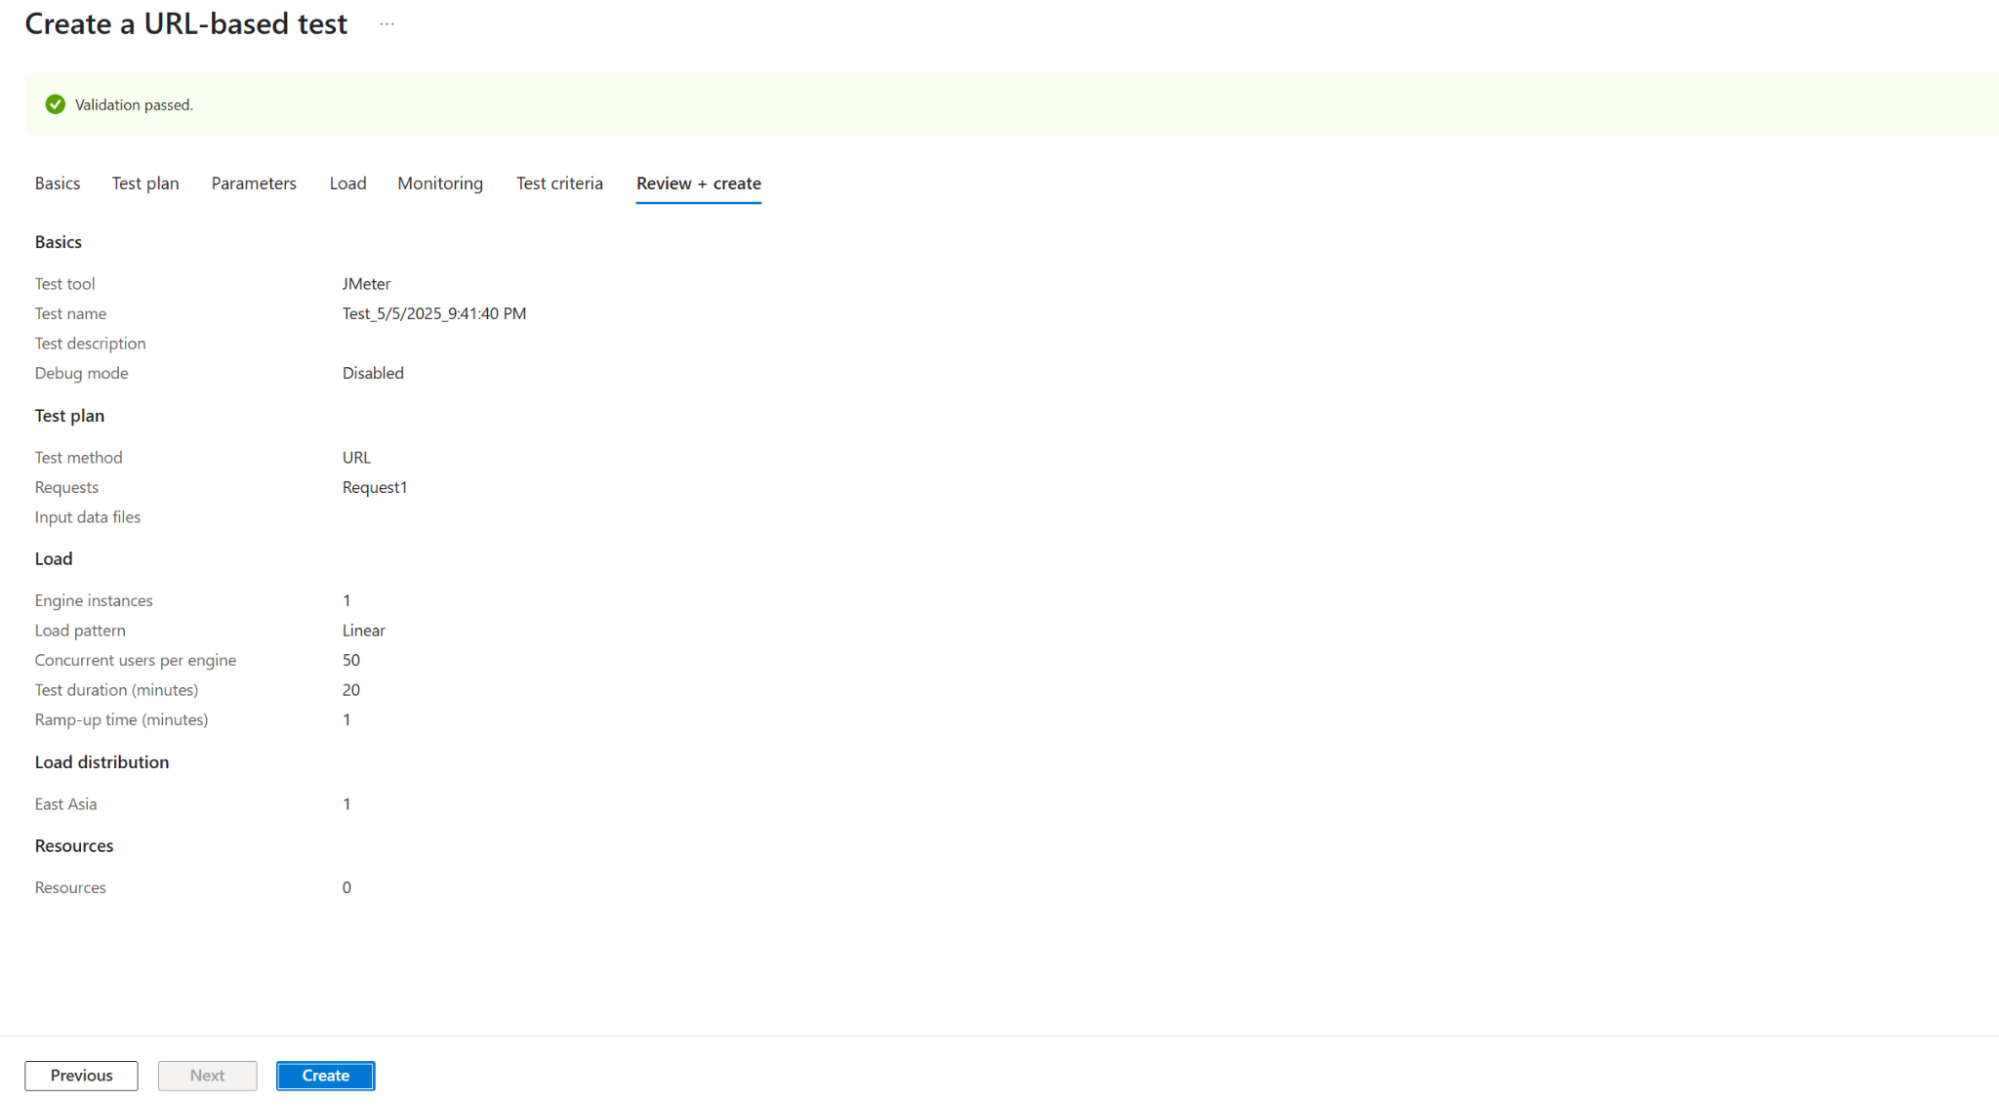 Create a URL-based test ...
Validation passed.
Basics Test plan Parameters Load Monitoring Test criteria Review + create
Basics
Test tool JMeter
Test name Test_5/5/2025_9:41:40 PM
Test description
Debug mode Disabled
Test plan
Test method URL
Requests Request1
Input data files
Load
Engine instances 1
Load pattern Linear
Concurrent users per engine 50
Test duration (minutes) 20
Ramp-up time (minutes) 1
Load distribution
East Asia 1
Resources
Resources 0
Previous Next Create